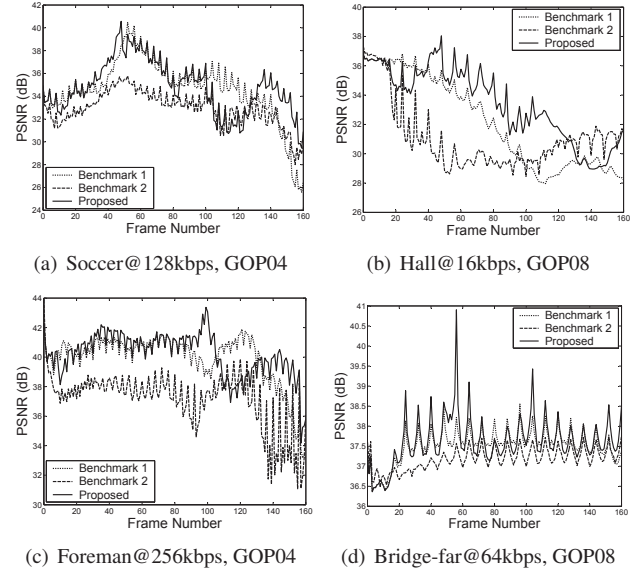 42
40
38
36
34
32
30
28
26
24
PSNR (dB)
Benchmark 1
Benchmark 2
Proposed
0 20 40 60 80 100 120 140 160
Frame Number
(a) Soccer@128kbps, GOP04
40
38
36
34
32
30
28
26
PSNR (dB)
Benchmark 1
Benchmark 2
Proposed
0 20 40 60 80 100 120 140 160
Frame Number
(b) Hall@16kbps, GOP08
44
42
40
38
36
34
32
30
PSNR (dB)
Benchmark 1
Benchmark 2
Proposed
0 20 40 60 80 100 120 140 160
Frame Number
(c) Foreman@256kbps, GOP04
41
40.5
40
39.5
39
38.5
38
37.5
37
36.5
36
PSNR (dB)
Benchmark 1
Benchmark 2
Proposed
0 20 40 60 80 100 120 140 160
Frame Number
(d) Bridge-far@64kbps, GOP08